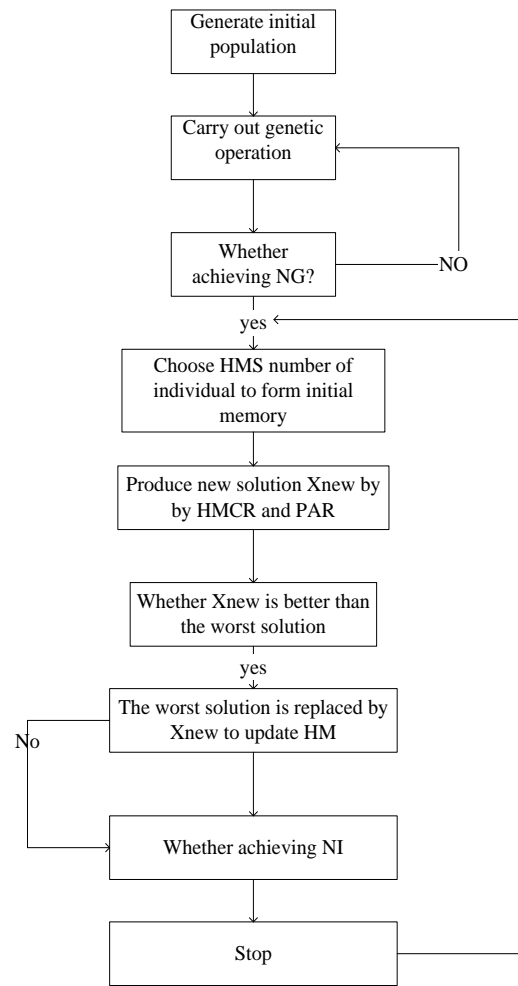 Generate initial
population
Carry out genetic
operation
Whether
achieving NG?
NO
yes
Choose HMS number of
individual to form initial
memory
Produce new solution Xnew by
by HMCR and PAR
Whether Xnew is better than
the worst solution
yes
The worst solution is replaced by
Xnew to update HM
No
Whether achieving NI
Stop